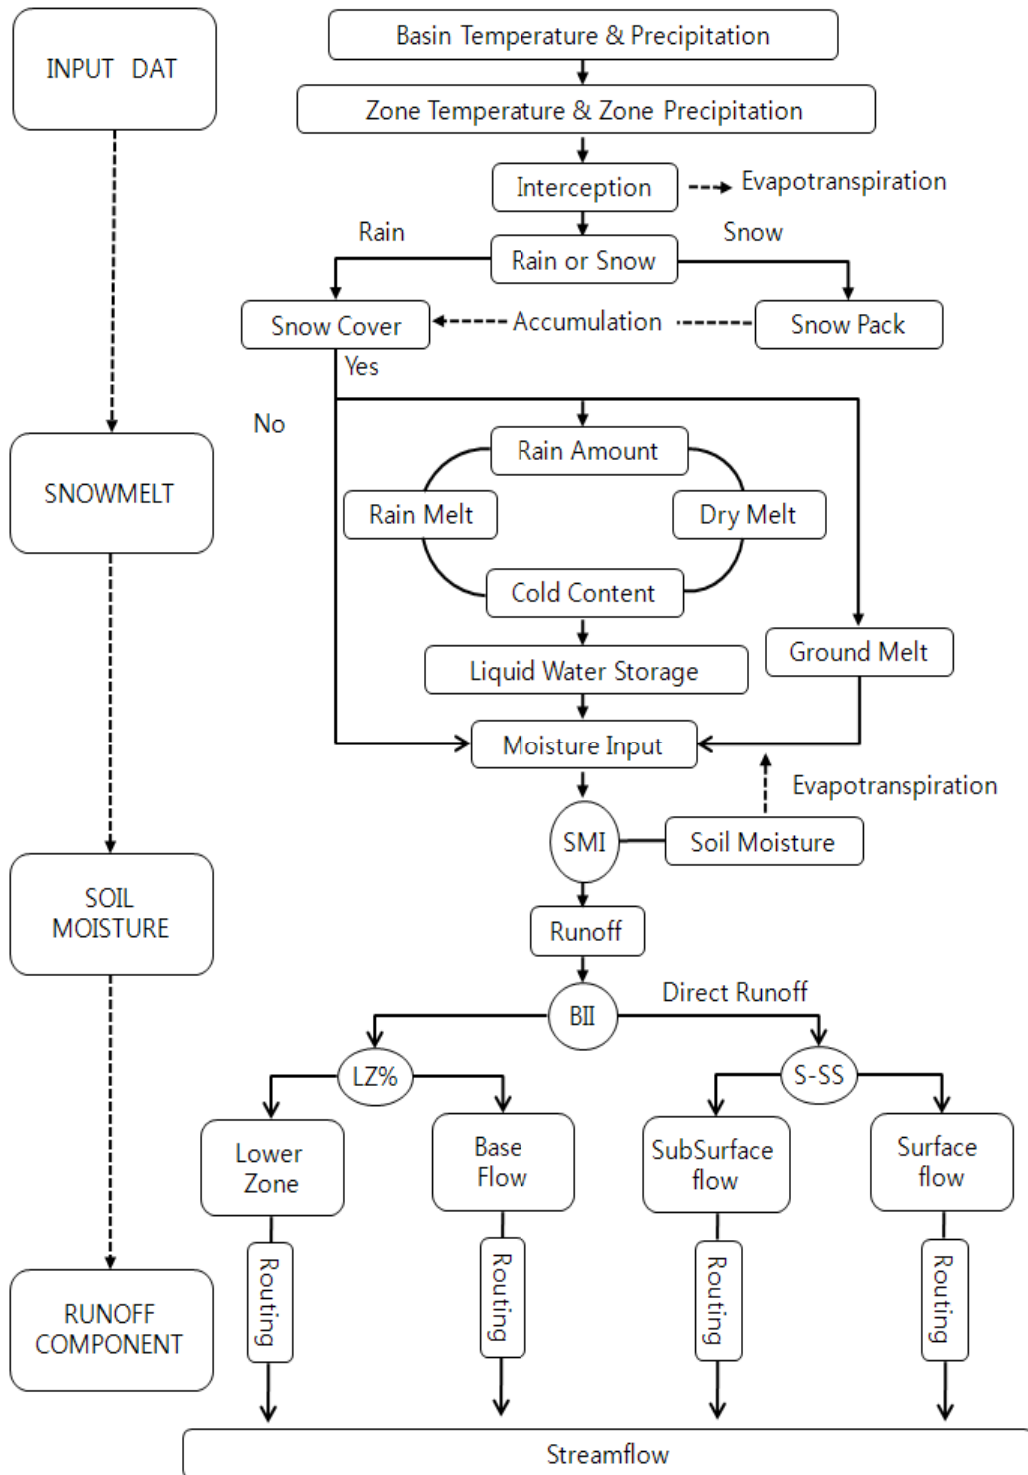 INPUT DAT
Basin Temperature & Precipitation
Zone Temperature & Zone Precipitation
Interception
Evapotranspiration
Rain
Snow
Rain or Snow
Snow Cover
Accumulation
Snow Pack
Yes
No
Rain Amount
SNOWMELT
Rain Melt
Dry Melt
Cold Content
Ground Melt
Liquid Water Storage
Moisture Input
Evapotranspiration
SMI
Soil Moisture
SOIL
MOISTURE
Runoff
Direct Runoff
BII
LZ%
S-SS
Lower
Zone
Base
Flow
SubSurface
flow
Surface
flow
Routing
Routing
Routing
Routing
RUNOFF
COMPONENT
Streamflow